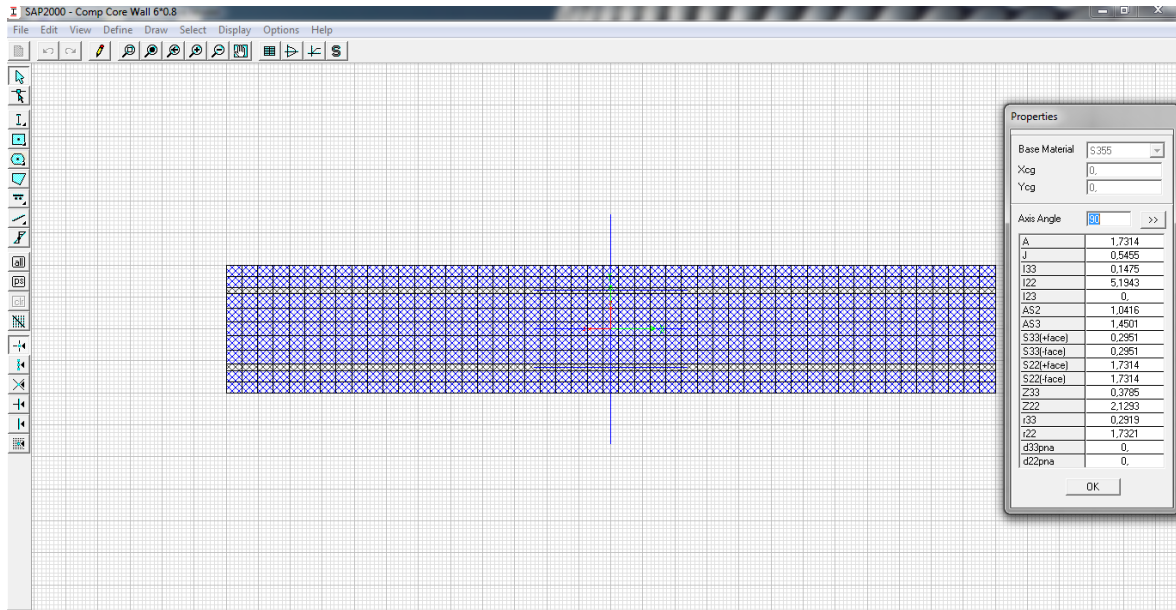 SAP2000 - Comp Core Wall 6*0.8
File Edit View Define Draw Select Display Options Help
Properties
Base Material S355
Xcg 0,
Ycg 0,
Axis Angle 90 >>
A 1,7314
J 0,5455
I33 0,1475
I22 5,1943
I23 0,
AS2 1,0416
AS3 1,4501
S33(+face) 0,2951
S33(-face) 0,2951
S22(+face) 1,7314
S22(-face) 1,7314
Z33 0,3785
Z22 2,1293
r33 0,2919
r22 1,7321
d33pna 0,
d22pna 0,
OK
all
ps
clr
S